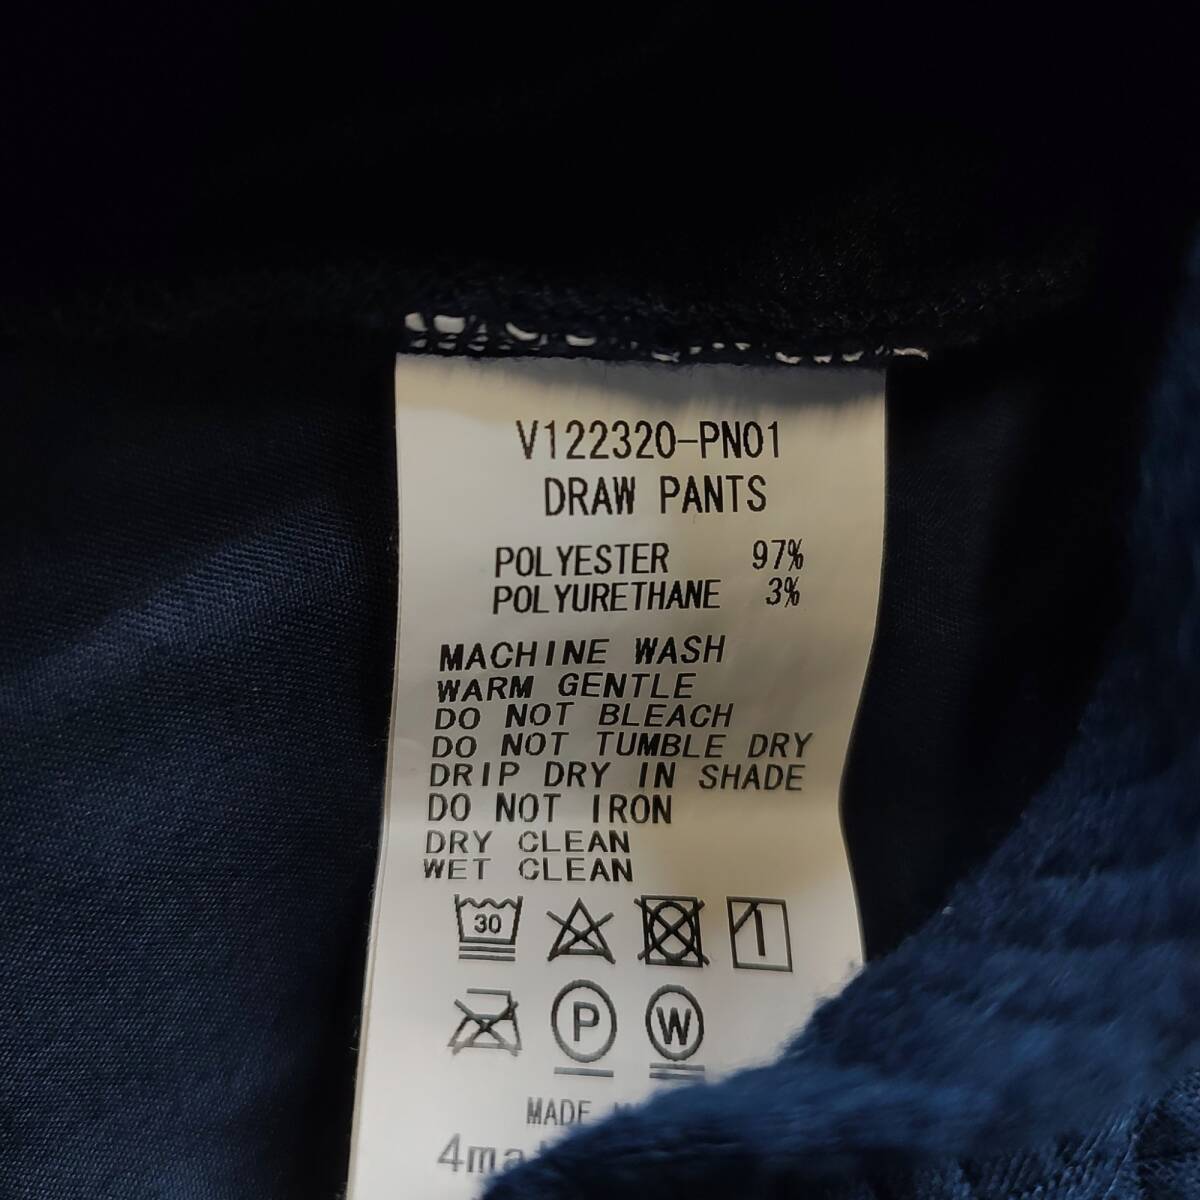 V122320-PN01
DRAW PANTS
POLYESTER 97%
POLYURETHANE 3%
MACHINE WASH
WARM GENTLE
DO NOT BLEACH
DO NOT TUMBLE DRY
DRIP DRY IN SHADE
DO NOT IRON
DRY CLEAN
WET CLEAN
30
P W
MADE